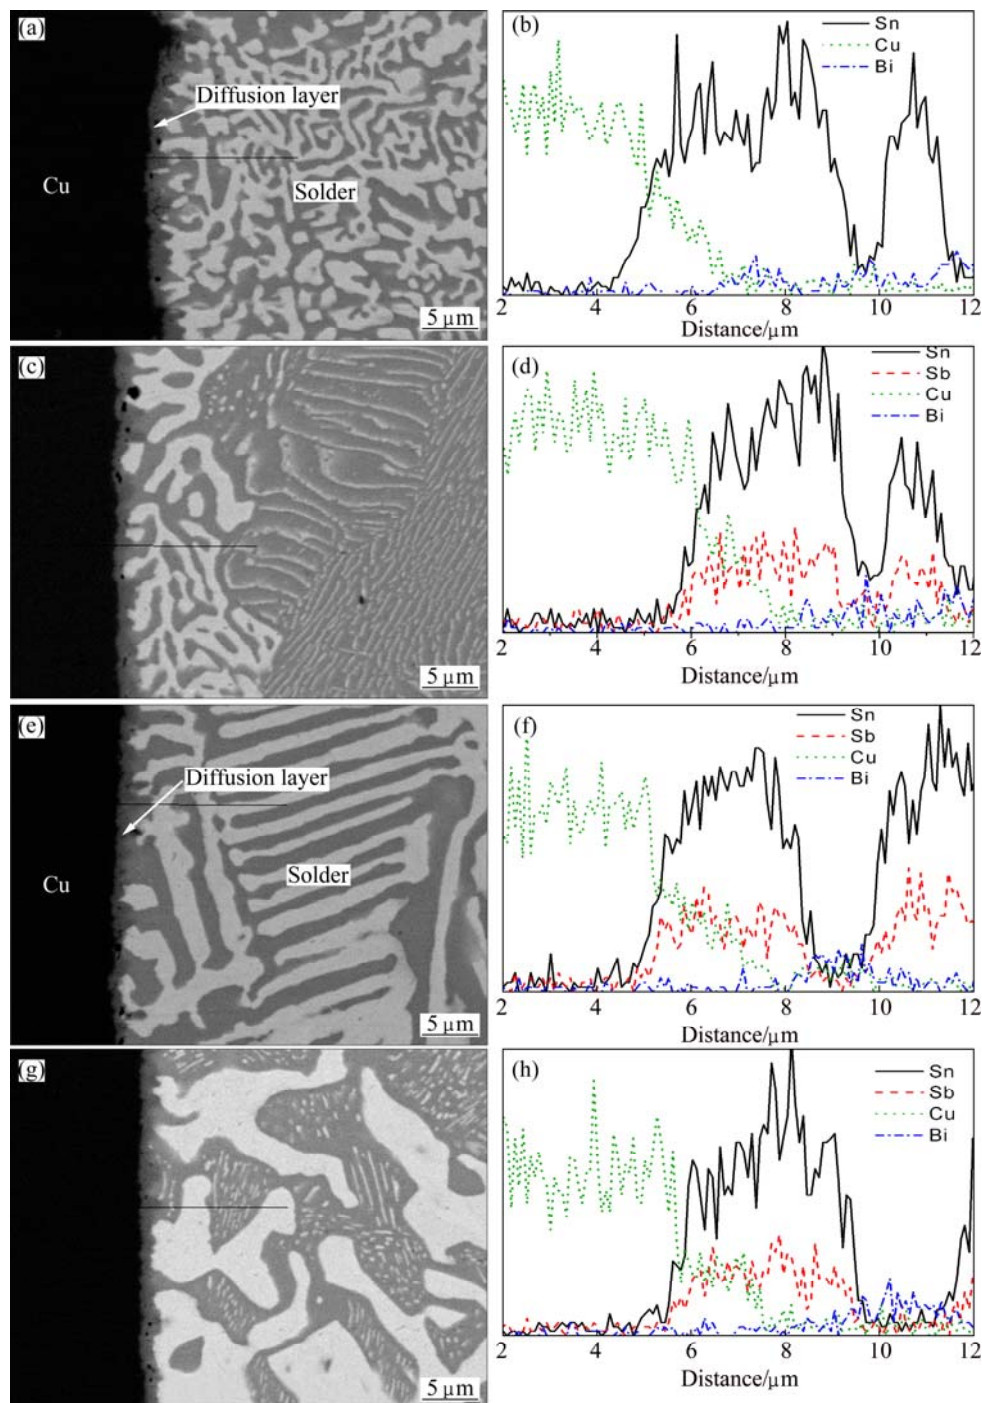 (a)
Diffusion layer
Cu
Solder
5 μm
(b)
Sn
Cu
Bi
2 4 6 8 10 12
Distance/μm
(c)
5 μm
(d)
Sn
Sb
Cu
Bi
2 4 6 8 10 12
Distance/μm
(e)
Diffusion layer
Cu
Solder
5 μm
(f)
Sn
Sb
Cu
Bi
2 4 6 8 10 12
Distance/μm
(g)
5 μm
(h)
Sn
Sb
Cu
Bi
2 4 6 8 10 12
Distance/μm